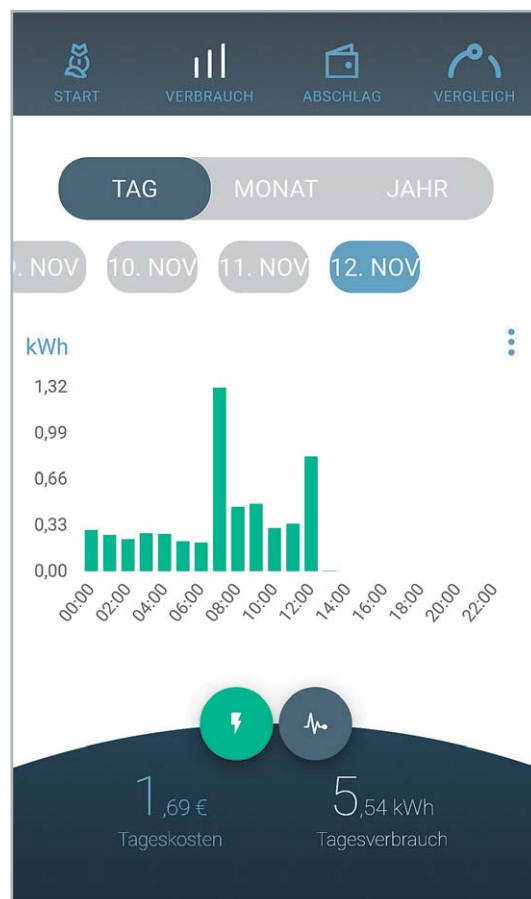 START VERBRAUCH ABSCHLAG VERGLEICH
TAG MONAT JAHR
9. NOV 10. NOV 11. NOV 12. NOV
kWh
1,32
0,99
0,66
0,33
0,00
00:00 02:00 04:00 06:00 08:00 10:00 12:00 14:00 16:00 18:00 20:00 22:00
1,69 € 5,54 kWh
Tageskosten Tagesverbrauch